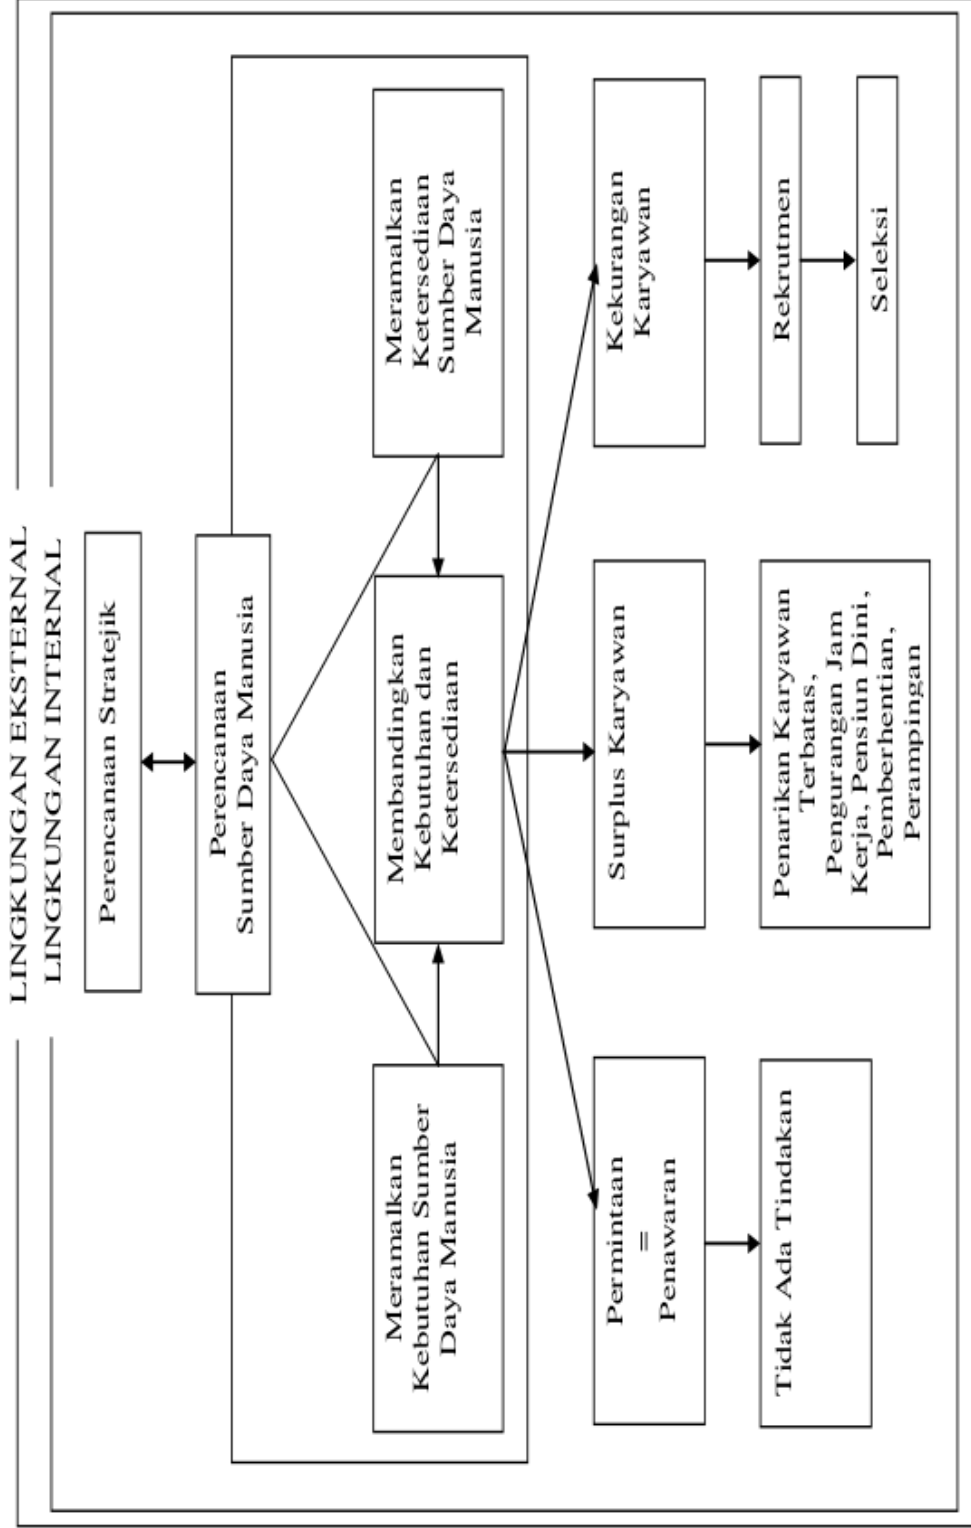 LINGKUNGAN EKSTERNAL
LINGKUNGAN INTERNAL
Perencanaan Stratejik
Perencanaan
Sumber Daya Manusia
Meramalkan
Kebutuhan Sumber
Daya Manusia
Membandingkan
Kebutuhan dan
Ketersediaan
Meramalkan
Ketersediaan
Sumber Daya
Manusia
Permintaan
=
Penawaran
Surplus Karyawan
Kekurangan
Karyawan
Tidak Ada Tindakan
Penarikan Karyawan
Terbatas,
Pengurangan Jam
Kerja, Pensiun Dini,
Pemberhentian,
Perampingan
Rekrutmen
Seleksi